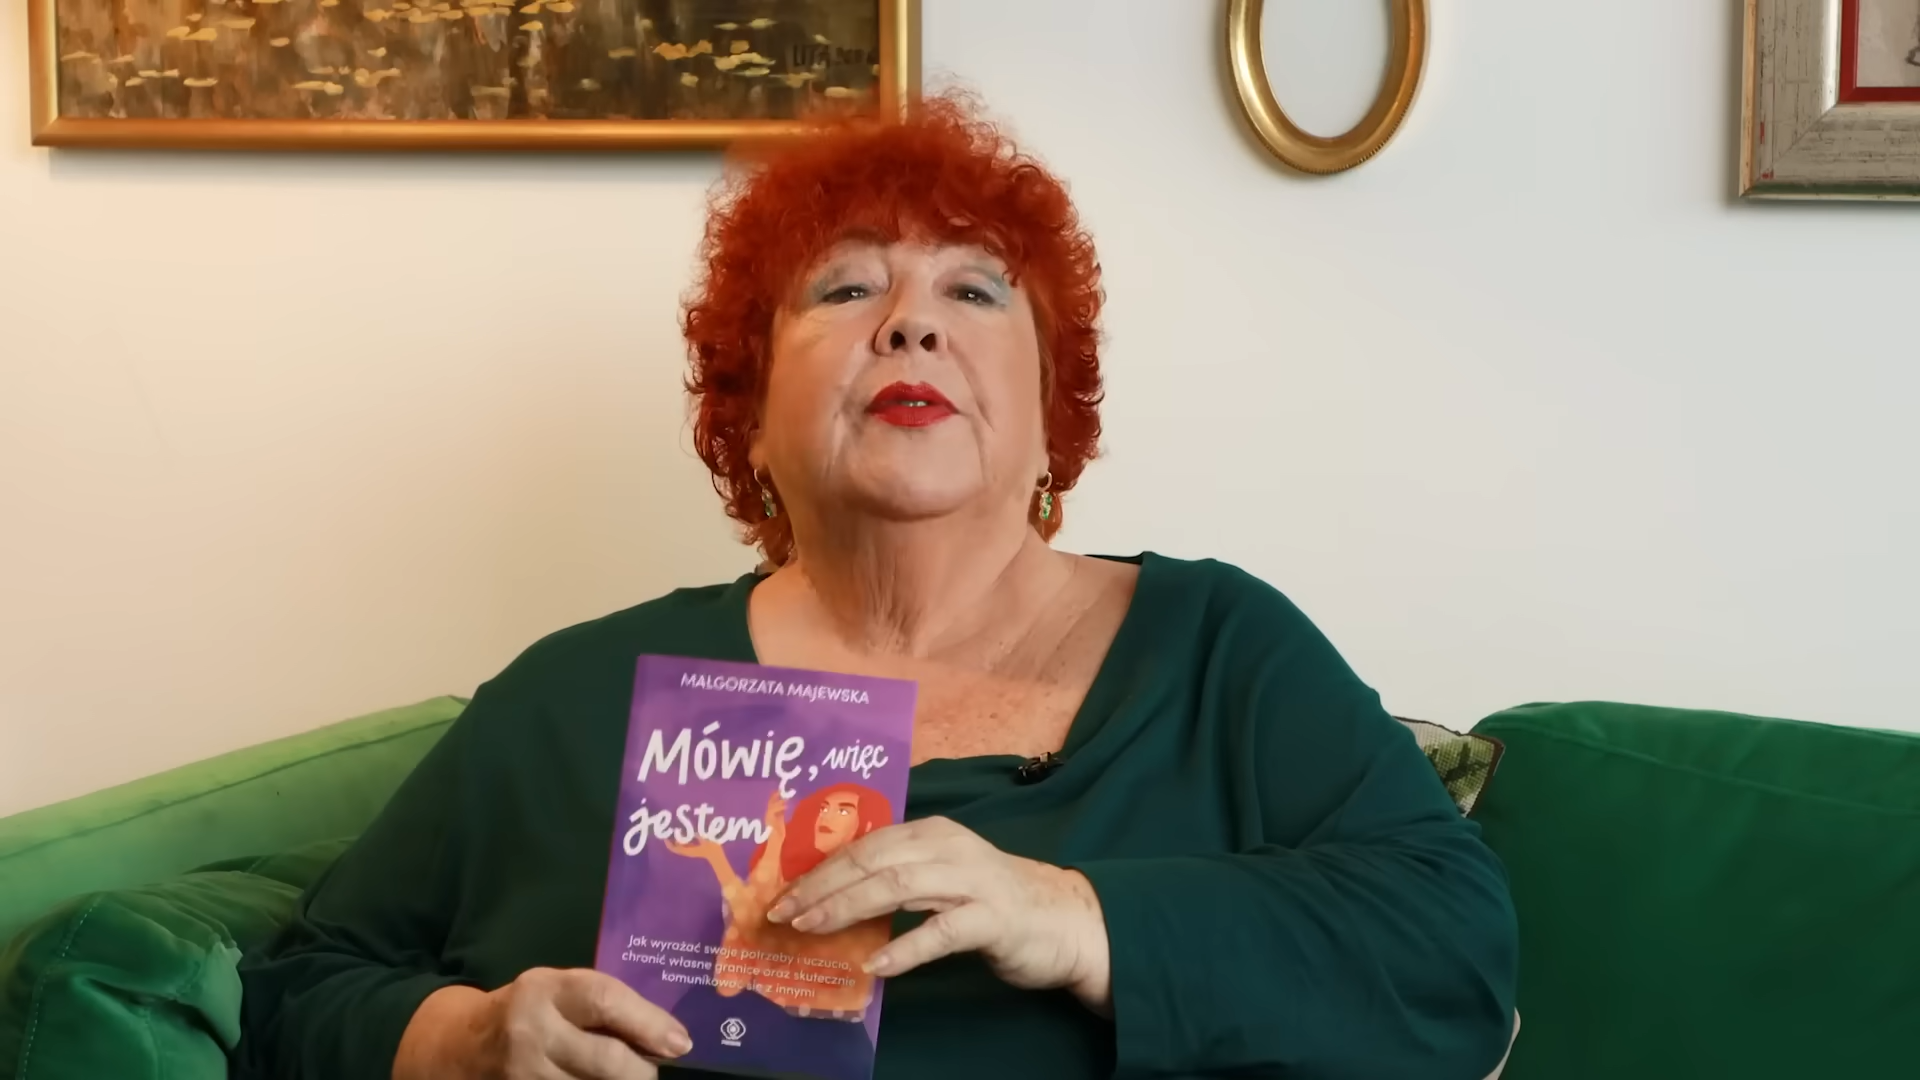 MAŁGORZATA MAJEWSKA
Mówię, więc
jestem
Jak wyrażać swoje potrzeby i uczucia,
chronić własne granice oraz skutecznie
komunikować się z innymi